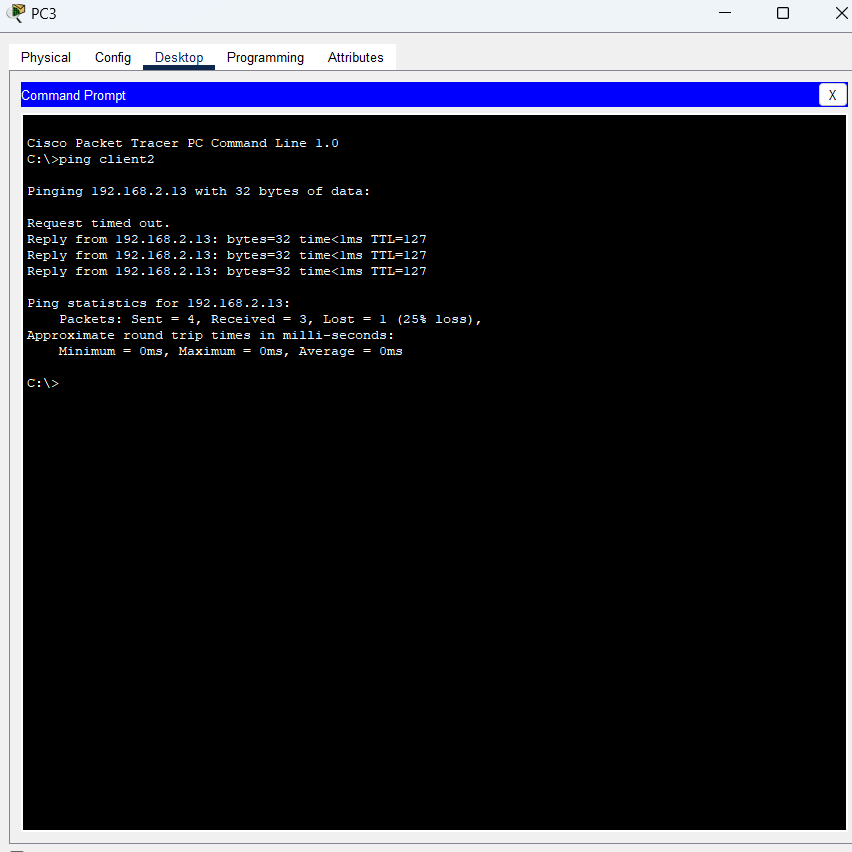 PC3
Physical Config Desktop Programming Attributes
Command Prompt X
Cisco Packet Tracer PC Command Line 1.0
C:\>ping client2
Pinging 192.168.2.13 with 32 bytes of data:
Request timed out.
Reply from 192.168.2.13: bytes=32 time<1ms TTL=127
Reply from 192.168.2.13: bytes=32 time<1ms TTL=127
Reply from 192.168.2.13: bytes=32 time<1ms TTL=127
Ping statistics for 192.168.2.13:
Packets: Sent = 4, Received = 3, Lost = 1 (25% loss),
Approximate round trip times in milli-seconds:
Minimum = 0ms, Maximum = 0ms, Average = 0ms
C:\>